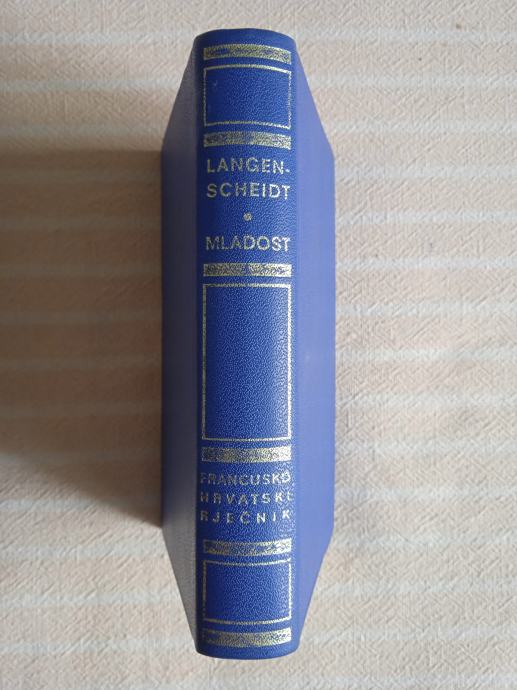 LANGEN-
SCHEIDT
MLADOST
FRANCUSKO
HRVATSKI
RJEČNIK